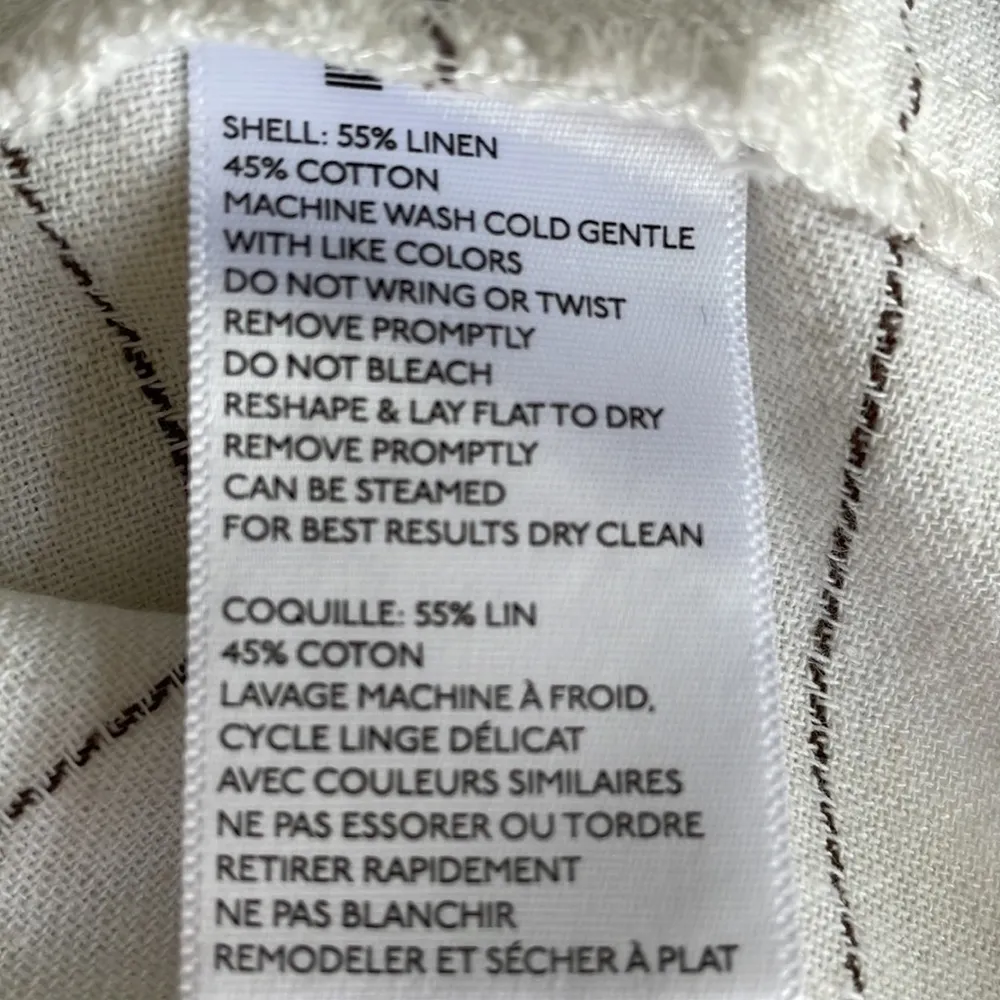 SHELL: 55% LINEN
45% COTTON
MACHINE WASH COLD GENTLE
WITH LIKE COLORS
DO NOT WRING OR TWIST
REMOVE PROMPTLY
DO NOT BLEACH
RESHAPE & LAY FLAT TO DRY
REMOVE PROMPTLY
CAN BE STEAMED
FOR BEST RESULTS DRY CLEAN
COQUILLE: 55% LIN
45% COTON
LAVAGE MACHINE À FROID,
CYCLE LINGE DÉLICAT
AVEC COULEURS SIMILAIRES
NE PAS ESSORER OU TORDRE
RETIRER RAPIDEMENT
NE PAS BLANCHIR
REMODELER ET SÉCHER À PLAT